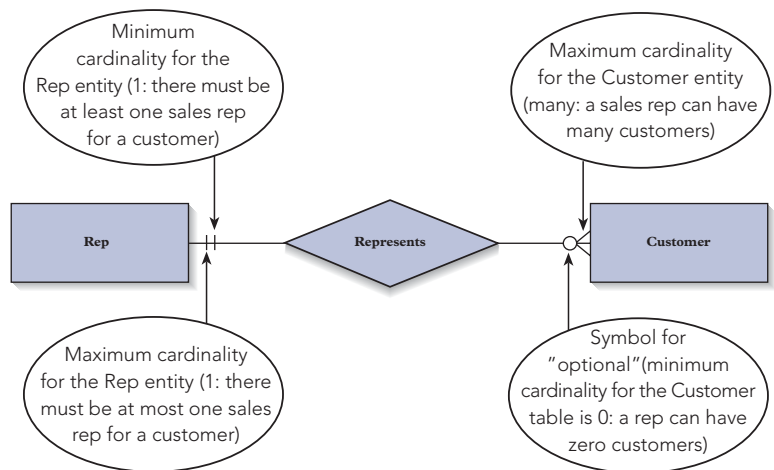 Minimum
cardinality for the
Rep entity (1: there must be
at least one sales rep
for a customer)
Maximum cardinality
for the Customer entity
(many: a sales rep can have
many customers)
Rep
Represents
Customer
Maximum cardinality
for the Rep entity (1: there
must be at most one sales
rep for a customer)
Symbol for
"optional"(minimum
cardinality for the Customer
table is 0: a rep can have
zero customers)